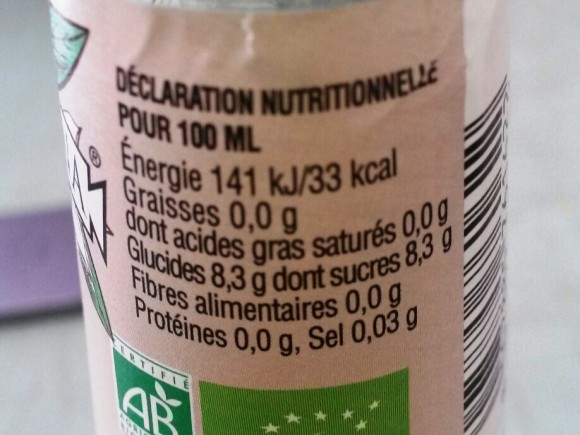 DÉCLARATION NUTRITIONNELLE
POUR 100 ML
Énergie 141 kJ/33 kcal
Graisses 0,0 g
dont acides gras saturés 0,0 g
Glucides 8,3 g dont sucres 8,3 g
Fibres alimentaires 0,0 g
Protéines 0,0 g, Sel 0,03 g
®
AB